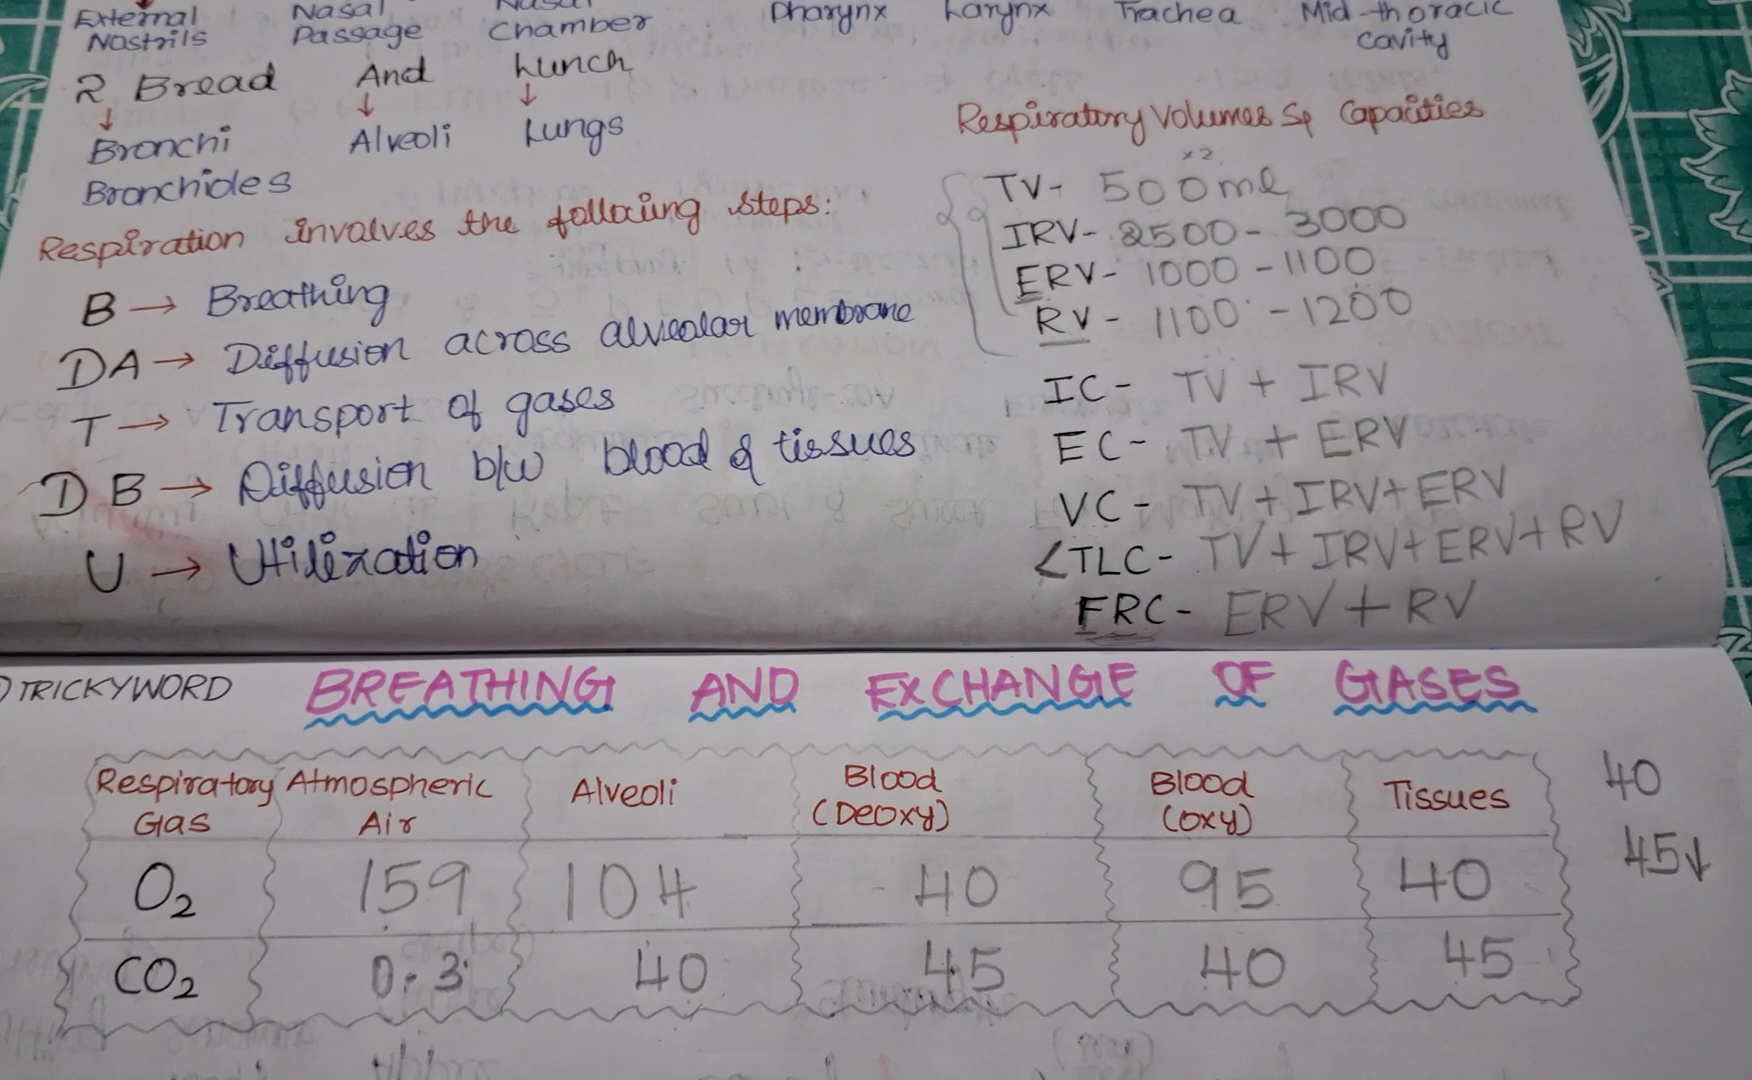 External Nasal Nasal Pharynx Larynx Trachea Mid-thoracic
Nostrils Passage Chamber cavity
2 Bread And Lunch
↓ ↓ ↓
Bronchi Alveoli Lungs
Bronchioles
Respiration involves the following steps:
B → Breathing
DA → Diffusion across alveolar membrane
T → Transport of gases
DB → Diffusion b/w blood & tissues
U → Utilization
Respiratory Volumes & Capacities
x2
TV- 500ml
IRV- 2500 - 3000
ERV- 1000 - 1100
RV - 1100 - 1200
IC - TV + IRV
EC - TV + ERV
VC - TV + IRV + ERV
TLC - TV + IRV + ERV + RV
FRC - ERV + RV
TRICKYWORD BREATHING AND EXCHANGE OF GASES
Respiratory Gas Atmospheric Air Alveoli Blood (Deoxy) Blood (oxy) Tissues 40
O2 159 104 40 95 40 45↓
CO2 0.3 40 45 40 45